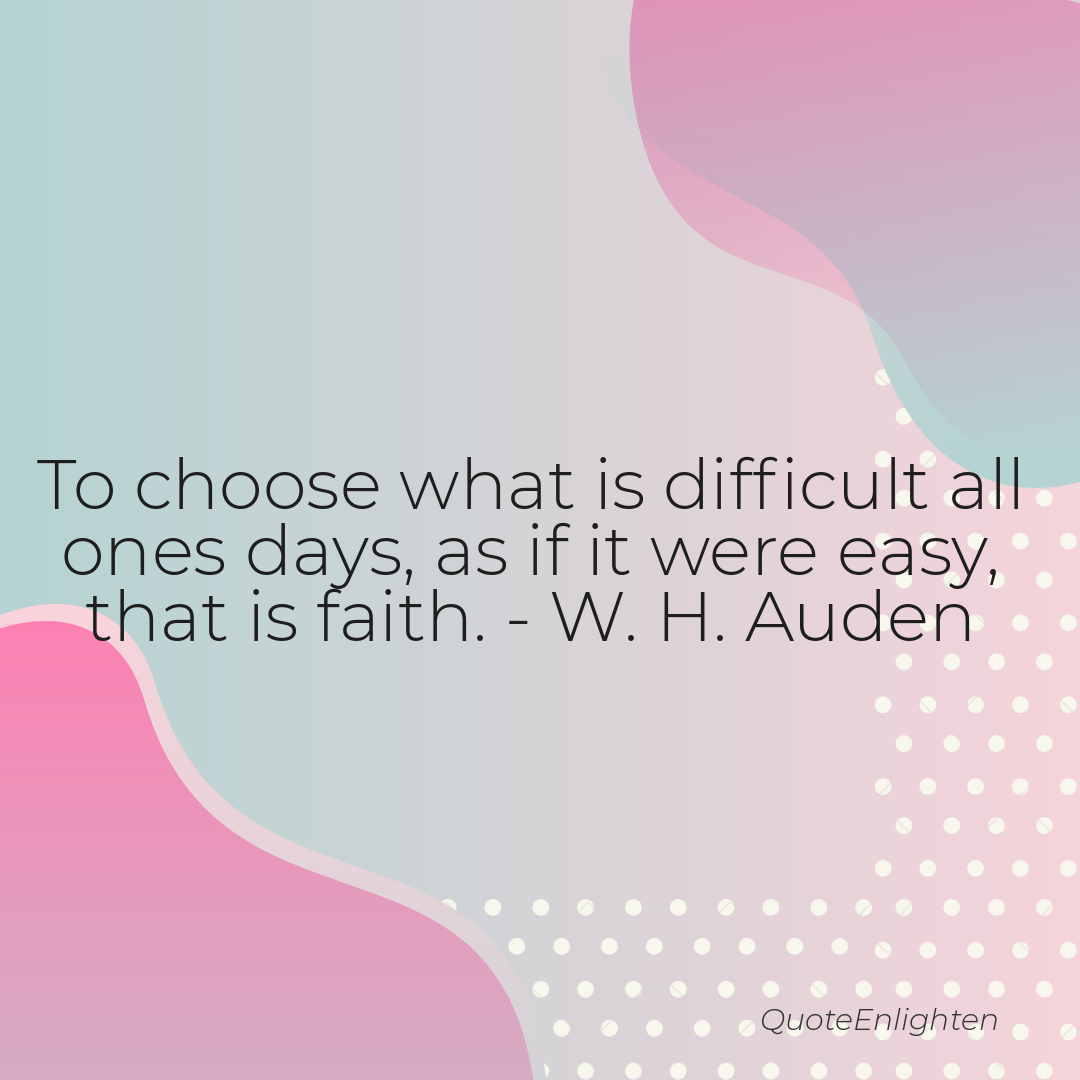 To choose what is difficult all
ones days, as if it were easy,
that is faith. - W. H. Auden
QuoteEnlighten